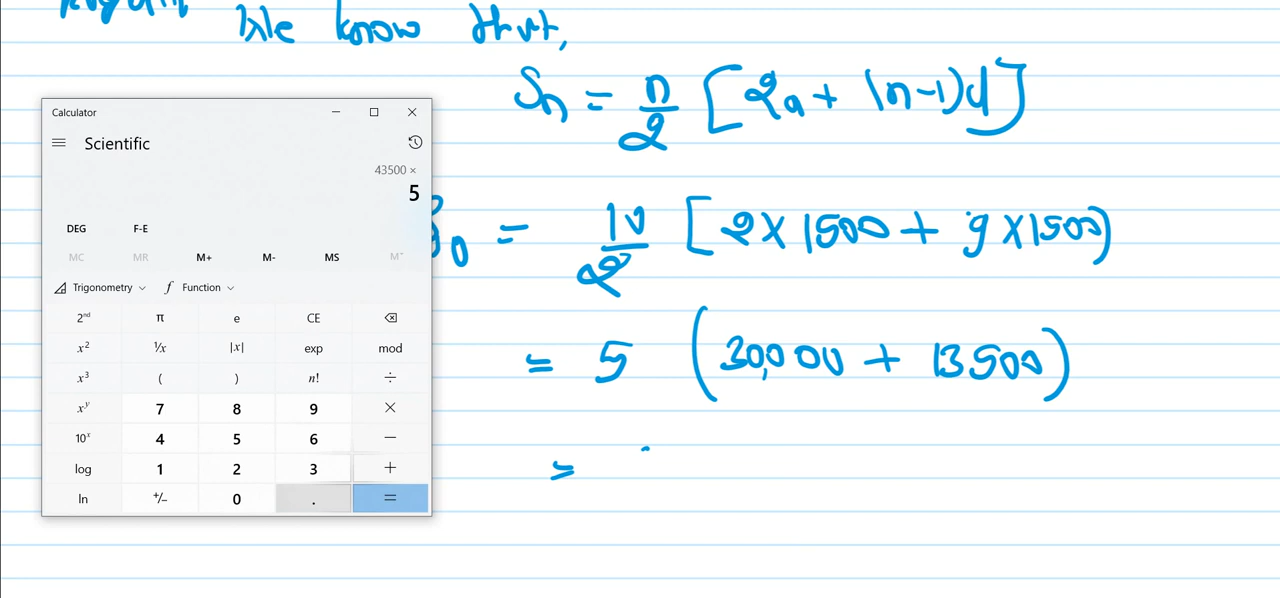 We know that,
Sn = n/2 [2a + (n-1)d]
Calculator
Scientific
43500 ×
5
DEG F-E
MC MR M+ M- MS M˅
Trigonometry Function
2nd π e CE
x² ¹/x |x| exp mod
x³ ( ) n! ÷
xʸ 7 8 9 ×
10ˣ 4 5 6 −
log 1 2 3 +
ln +/− 0 . =
0 = 10/2 [2×1500 + 9×1500)
= 5 (30,000 + 13500)
=